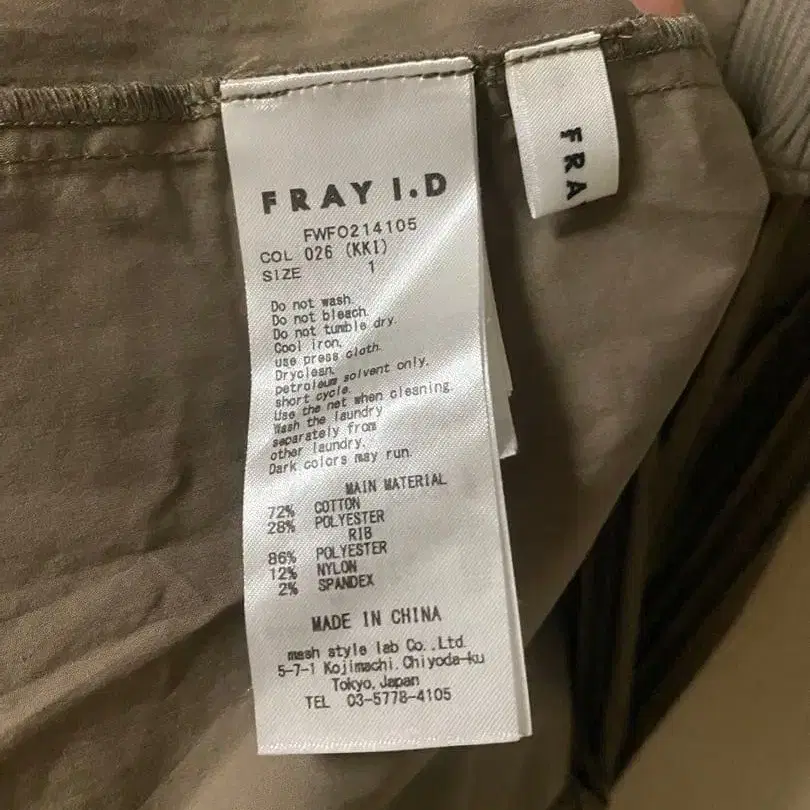 FRAY I.D
FRA
FWFO214105
COL 026 (KKI)
SIZE 1
Do not wash.
Do not bleach.
Do not tumble dry.
Cool iron,
use press cloth.
Dryclean,
petroleum solvent only,
short cycle.
Use the net when cleaning.
Wash the laundry
separately from
other laundry.
Dark colors may run.
MAIN MATERIAL
72% COTTON
28% POLYESTER
RIB
86% POLYESTER
12% NYLON
2% SPANDEX
MADE IN CHINA
mash style lab Co.,Ltd.
5-7-1 Kojimachi,Chiyoda-ku
Tokyo,Japan
TEL 03-5778-4105